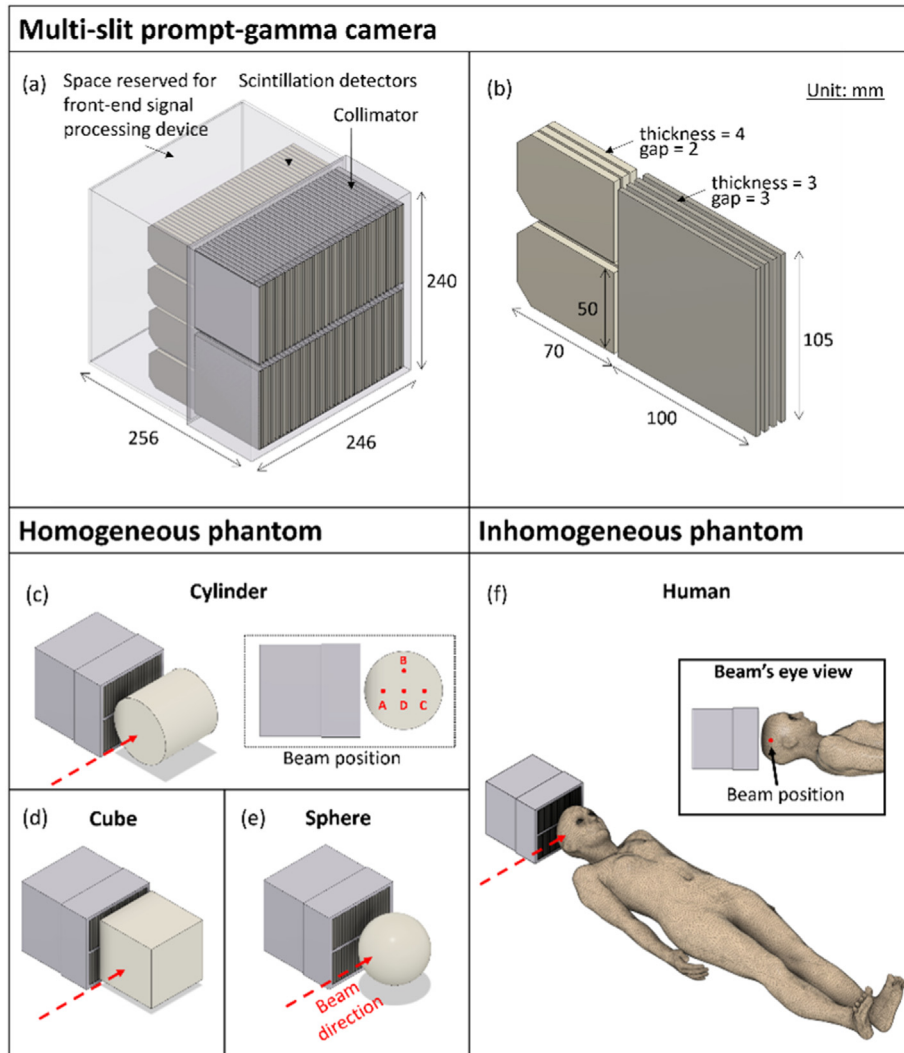 Multi-slit prompt-gamma camera
(a)
Space reserved for
front-end signal
processing device
Scintillation detectors
Collimator
240
256
246
(b)
Unit: mm
thickness = 4
gap = 2
thickness = 3
gap = 3
50
70
100
105
Homogeneous phantom
(c)
Cylinder
B
A
D
C
Beam position
(d)
Cube
(e)
Sphere
Beam
direction
Inhomogeneous phantom
(f)
Human
Beam's eye view
Beam position